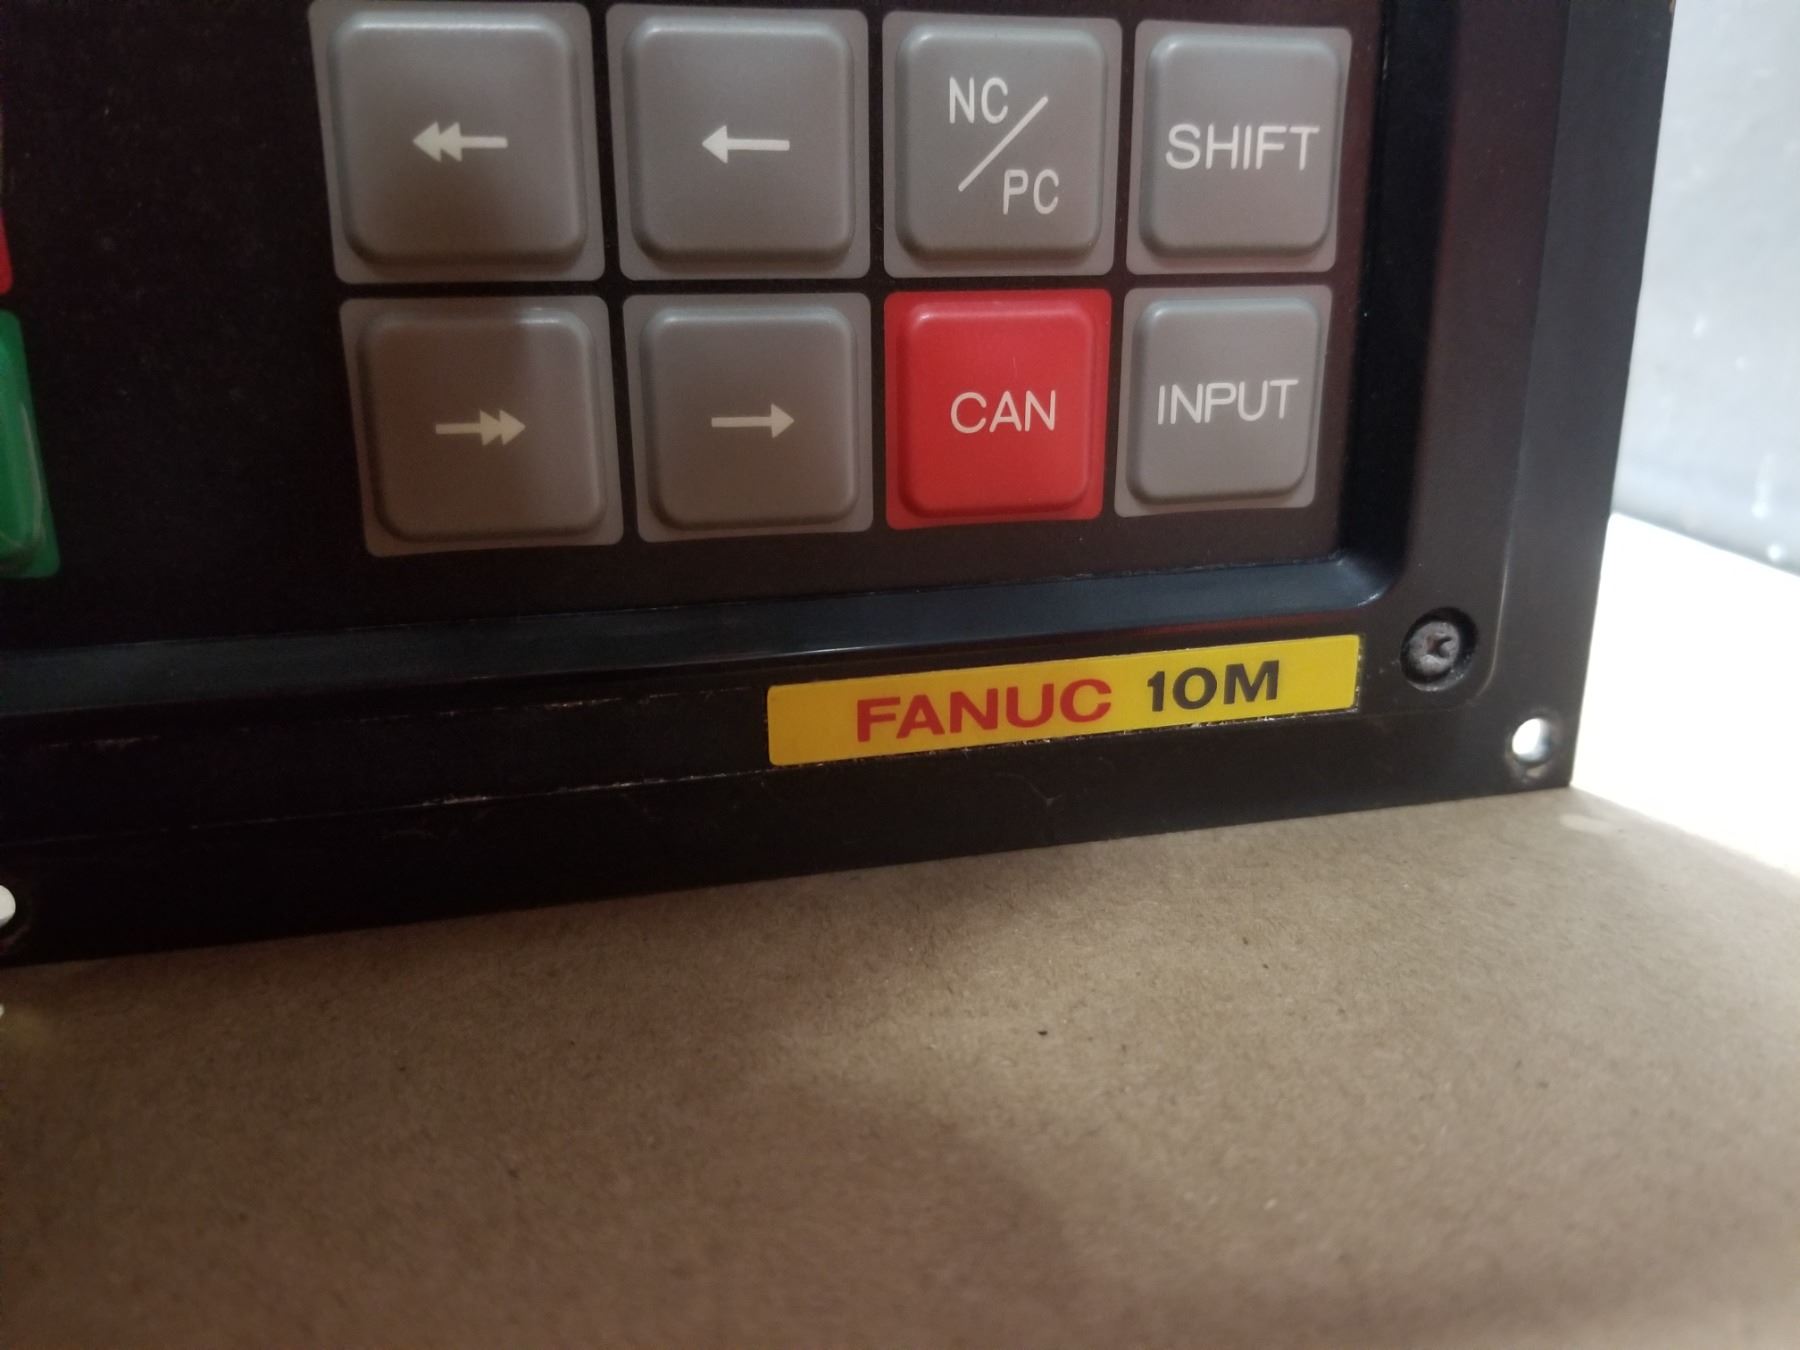 NC/PC
SHIFT
CAN
INPUT
FANUC 10M